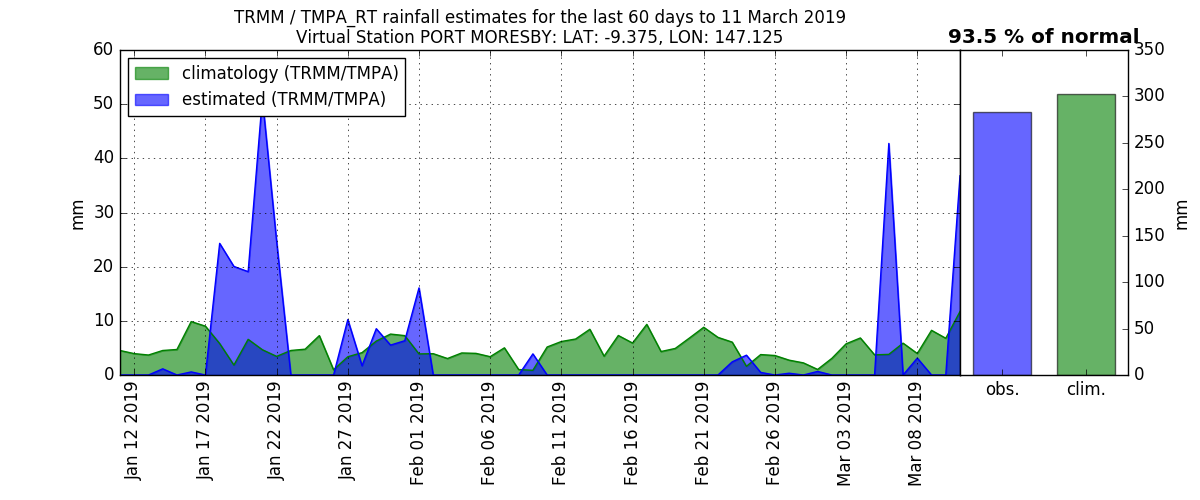 TRMM / TMPA_RT rainfall estimates for the last 60 days to 11 March 2019
Virtual Station PORT MORESBY: LAT: -9.375, LON: 147.125
93.5 % of normal
climatology (TRMM/TMPA)
estimated (TRMM/TMPA)
mm
60
50
40
30
20
10
0
Jan 12 2019
Jan 17 2019
Jan 22 2019
Jan 27 2019
Feb 01 2019
Feb 06 2019
Feb 11 2019
Feb 16 2019
Feb 21 2019
Feb 26 2019
Mar 03 2019
Mar 08 2019
obs.
clim.
350
300
250
200
150
100
50
0
mm